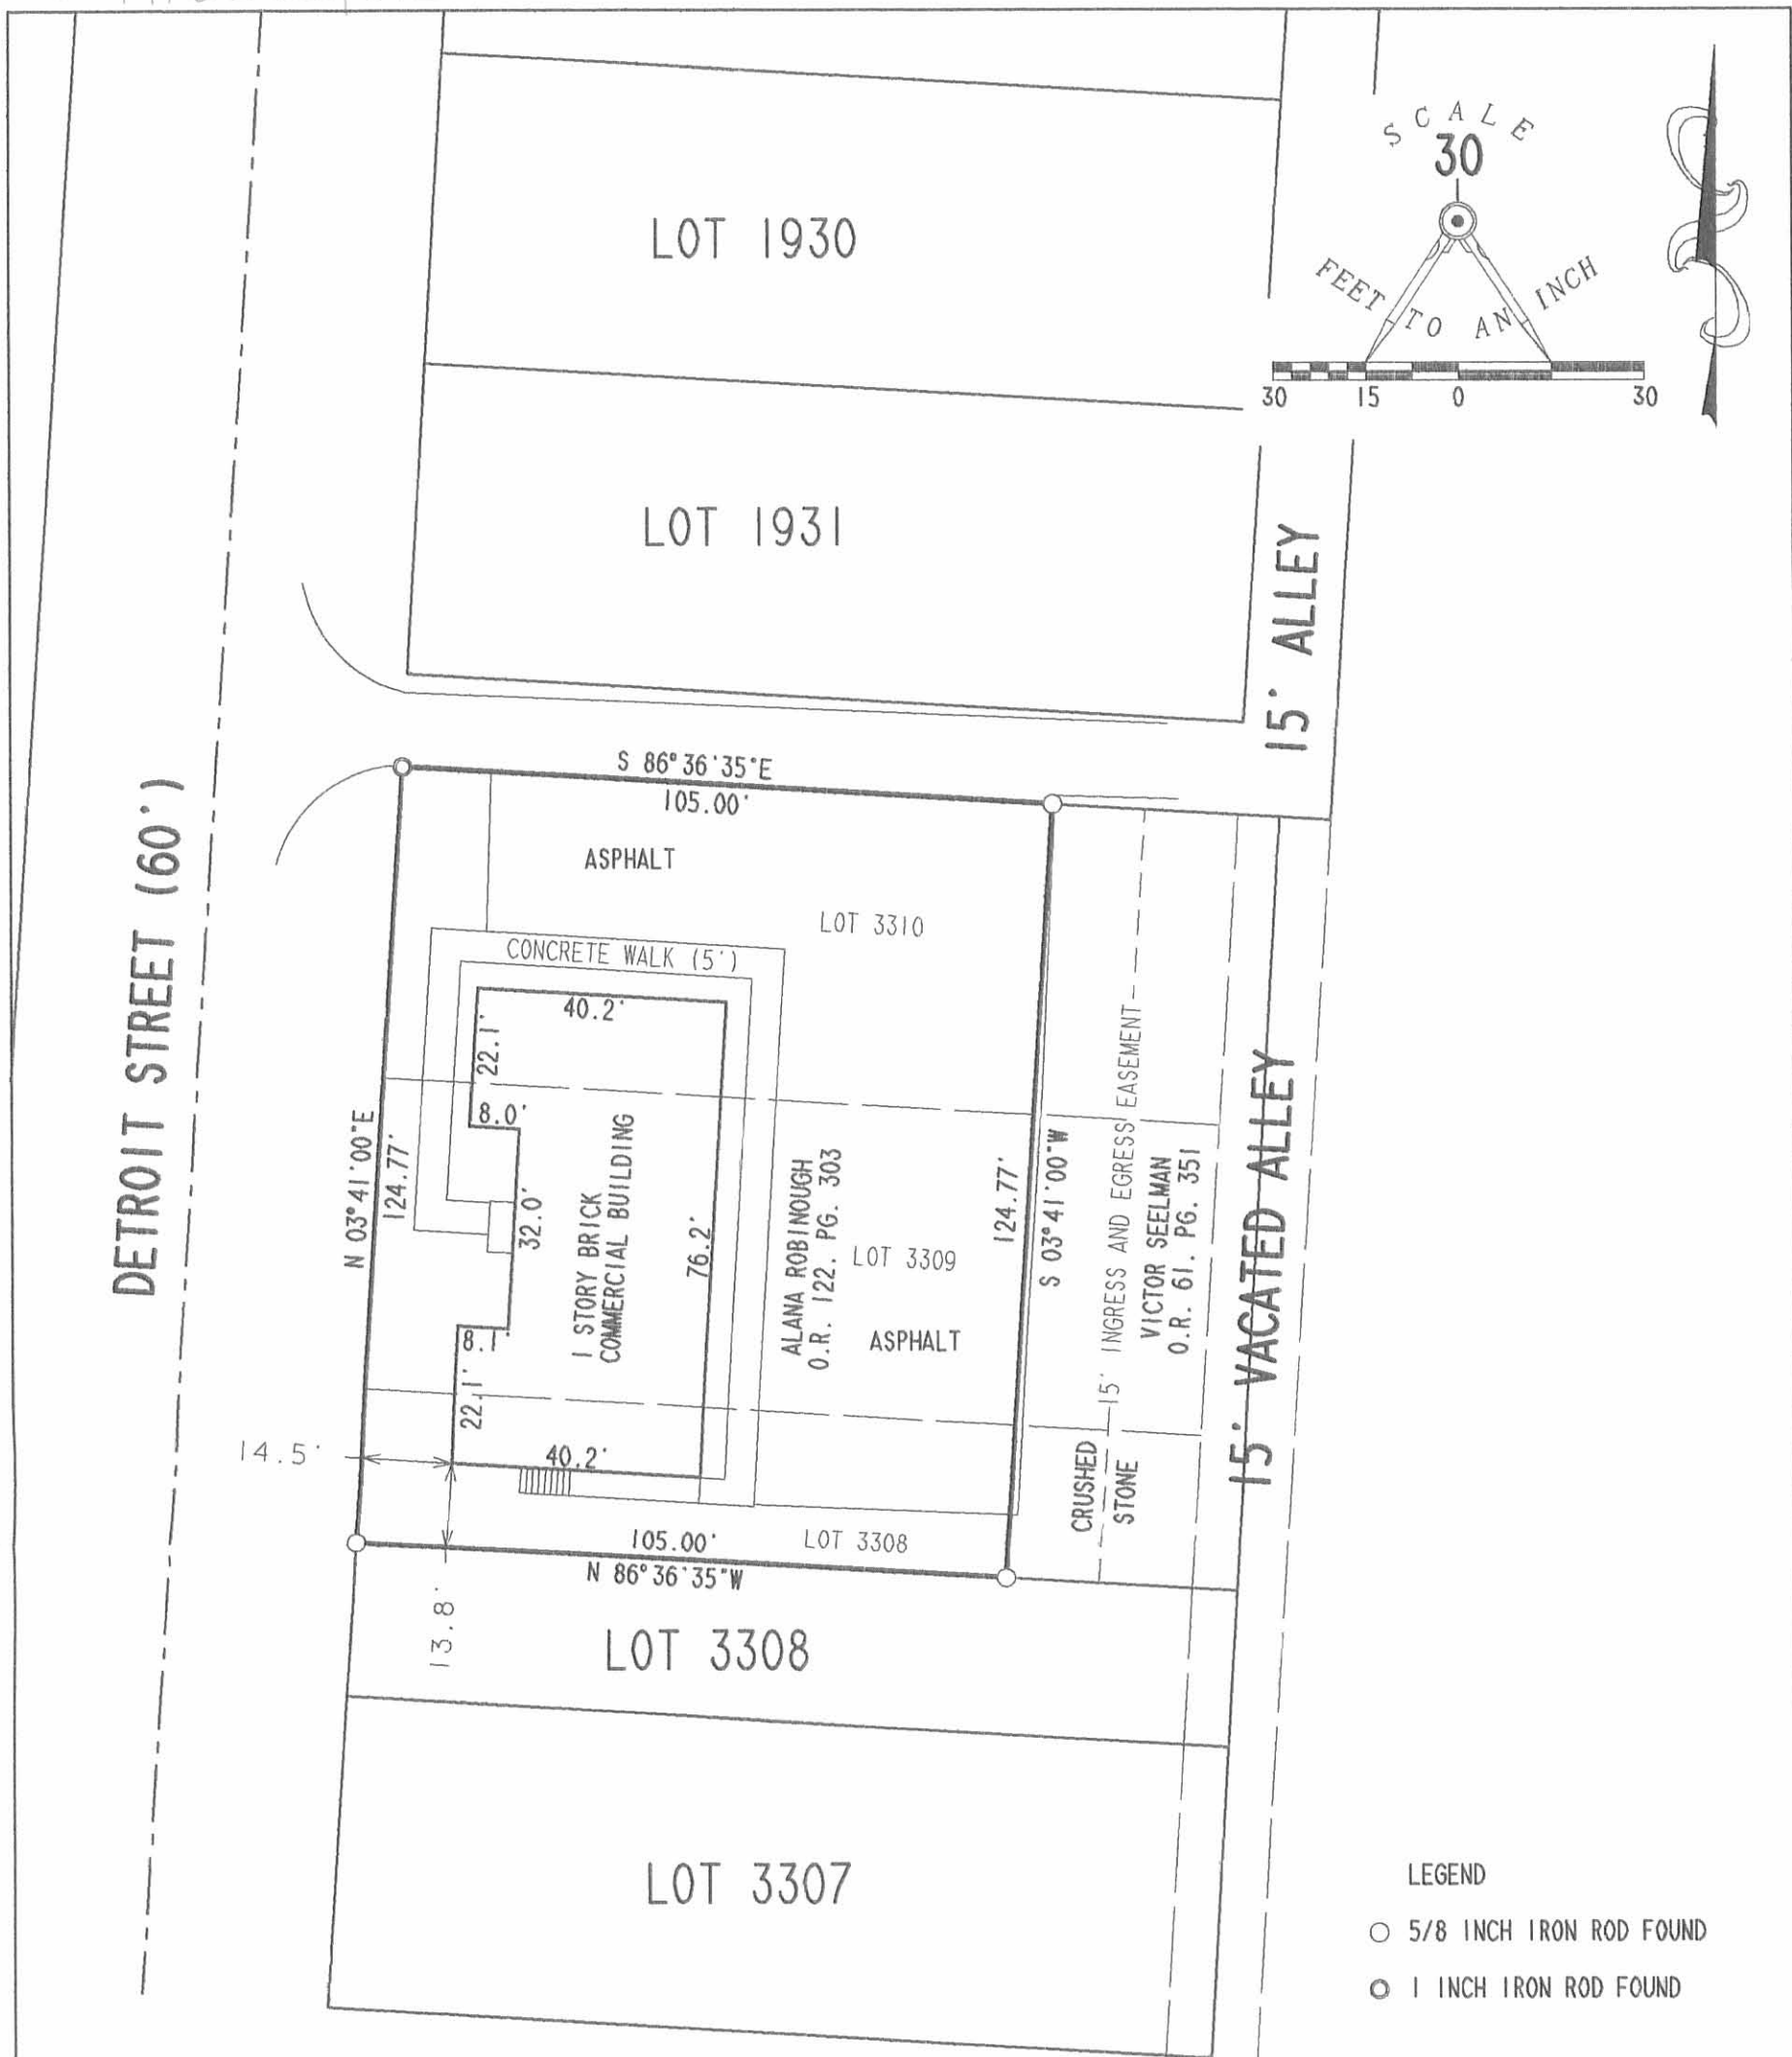 SCALE
30
FEET TO AN INCH
30 15 0 30
LOT 1930
LOT 1931
15' ALLEY
DETROIT STREET (60')
S 86°36'35"E
105.00'
ASPHALT
LOT 3310
CONCRETE WALK (5')
40.2'
22.1'
8.0'
32.0'
8.1'
22.1'
40.2'
76.2'
1 STORY BRICK
COMMERCIAL BUILDING
N 03°41'00"E
124.77'
ALANA ROBINOUGH
O.R. 122. PG. 303
LOT 3309
ASPHALT
124.77'
S 03°41'00"W
15' INGRESS AND EGRESS EASEMENT
VICTOR SEELMAN
O.R. 61. PG. 351
15' VACATED ALLEY
CRUSHED
STONE
14.5'
13.8'
105.00'
LOT 3308
N 86°36'35"W
LOT 3308
LOT 3307
LEGEND
5/8 INCH IRON ROD FOUND
1 INCH IRON ROD FOUND